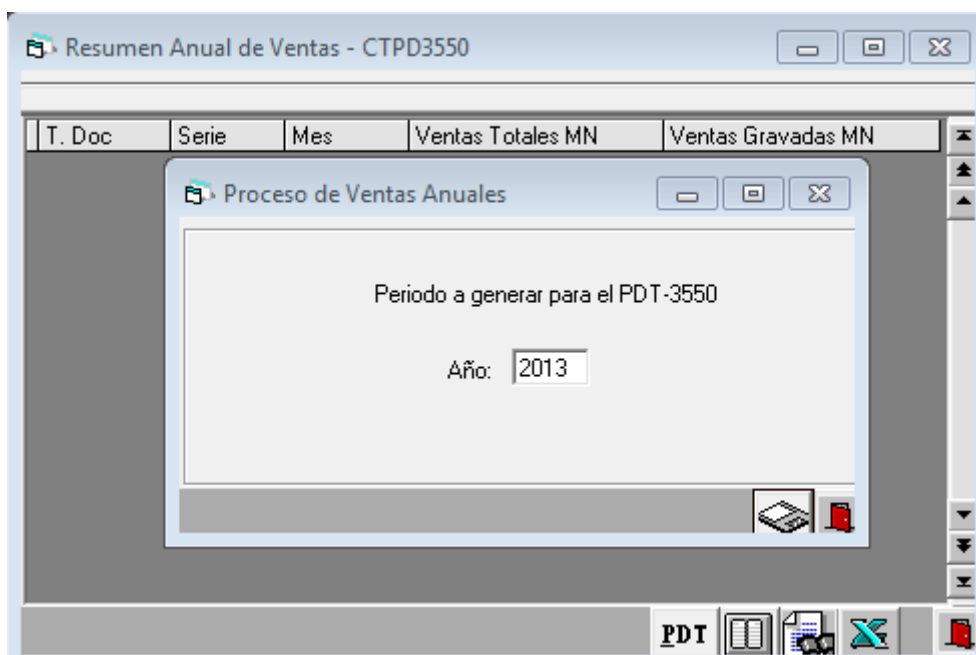 Resumen Anual de Ventas - CTPD3550
T. Doc Serie Mes Ventas Totales MN Ventas Gravadas MN
Proceso de Ventas Anuales
Periodo a generar para el PDT-3550
Año: 2013
PDT